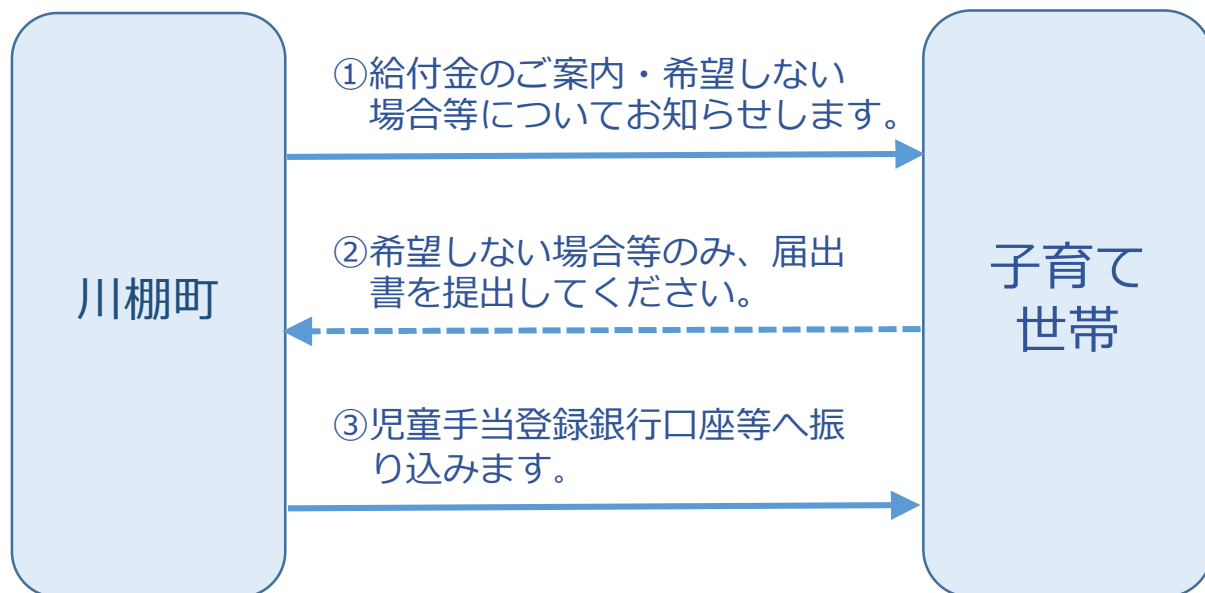 川棚町
①給付金のご案内・希望しない
場合等についてお知らせします。
②希望しない場合等のみ、届出
書を提出してください。
③児童手当登録銀行口座等へ振
り込みます。
子育て
世帯